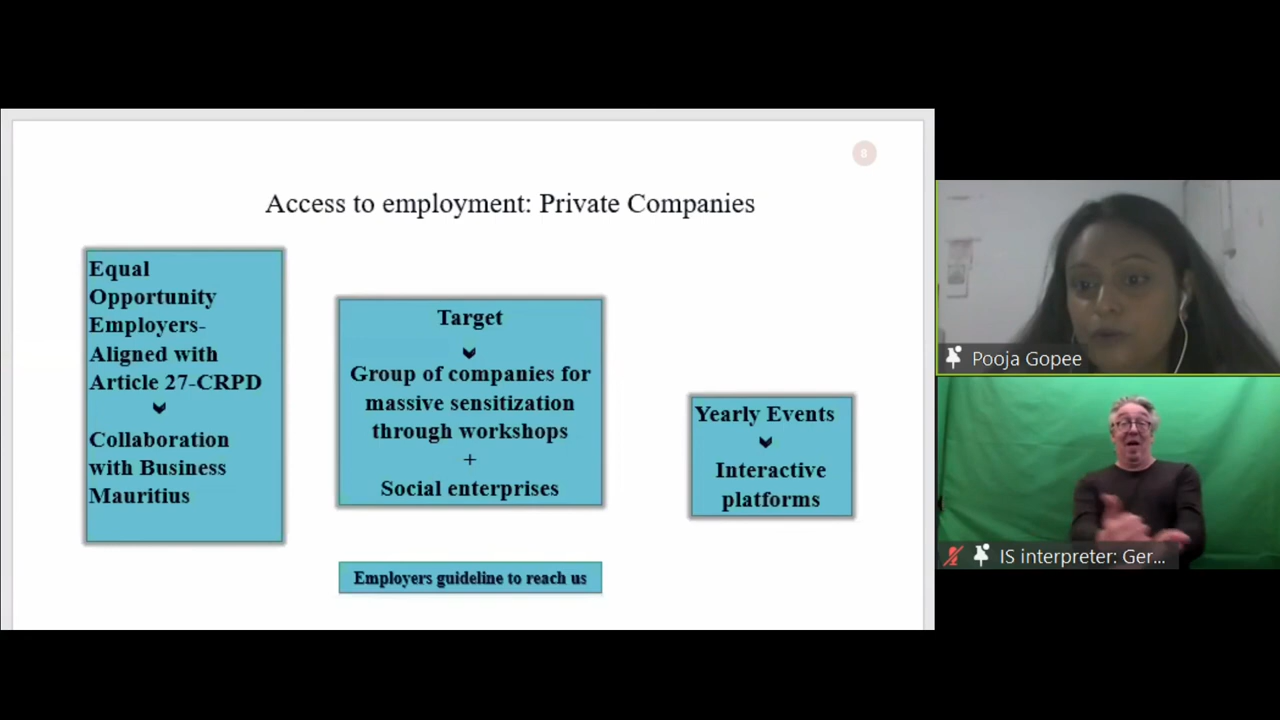 8
Access to employment: Private Companies
Equal
Opportunity
Employers-
Aligned with
Article 27-CRPD
Collaboration
with Business
Mauritius
Target
Group of companies for
massive sensitization
through workshops
+
Social enterprises
Yearly Events
Interactive
platforms
Employers guideline to reach us
Pooja Gopee
IS interpreter: Ger...